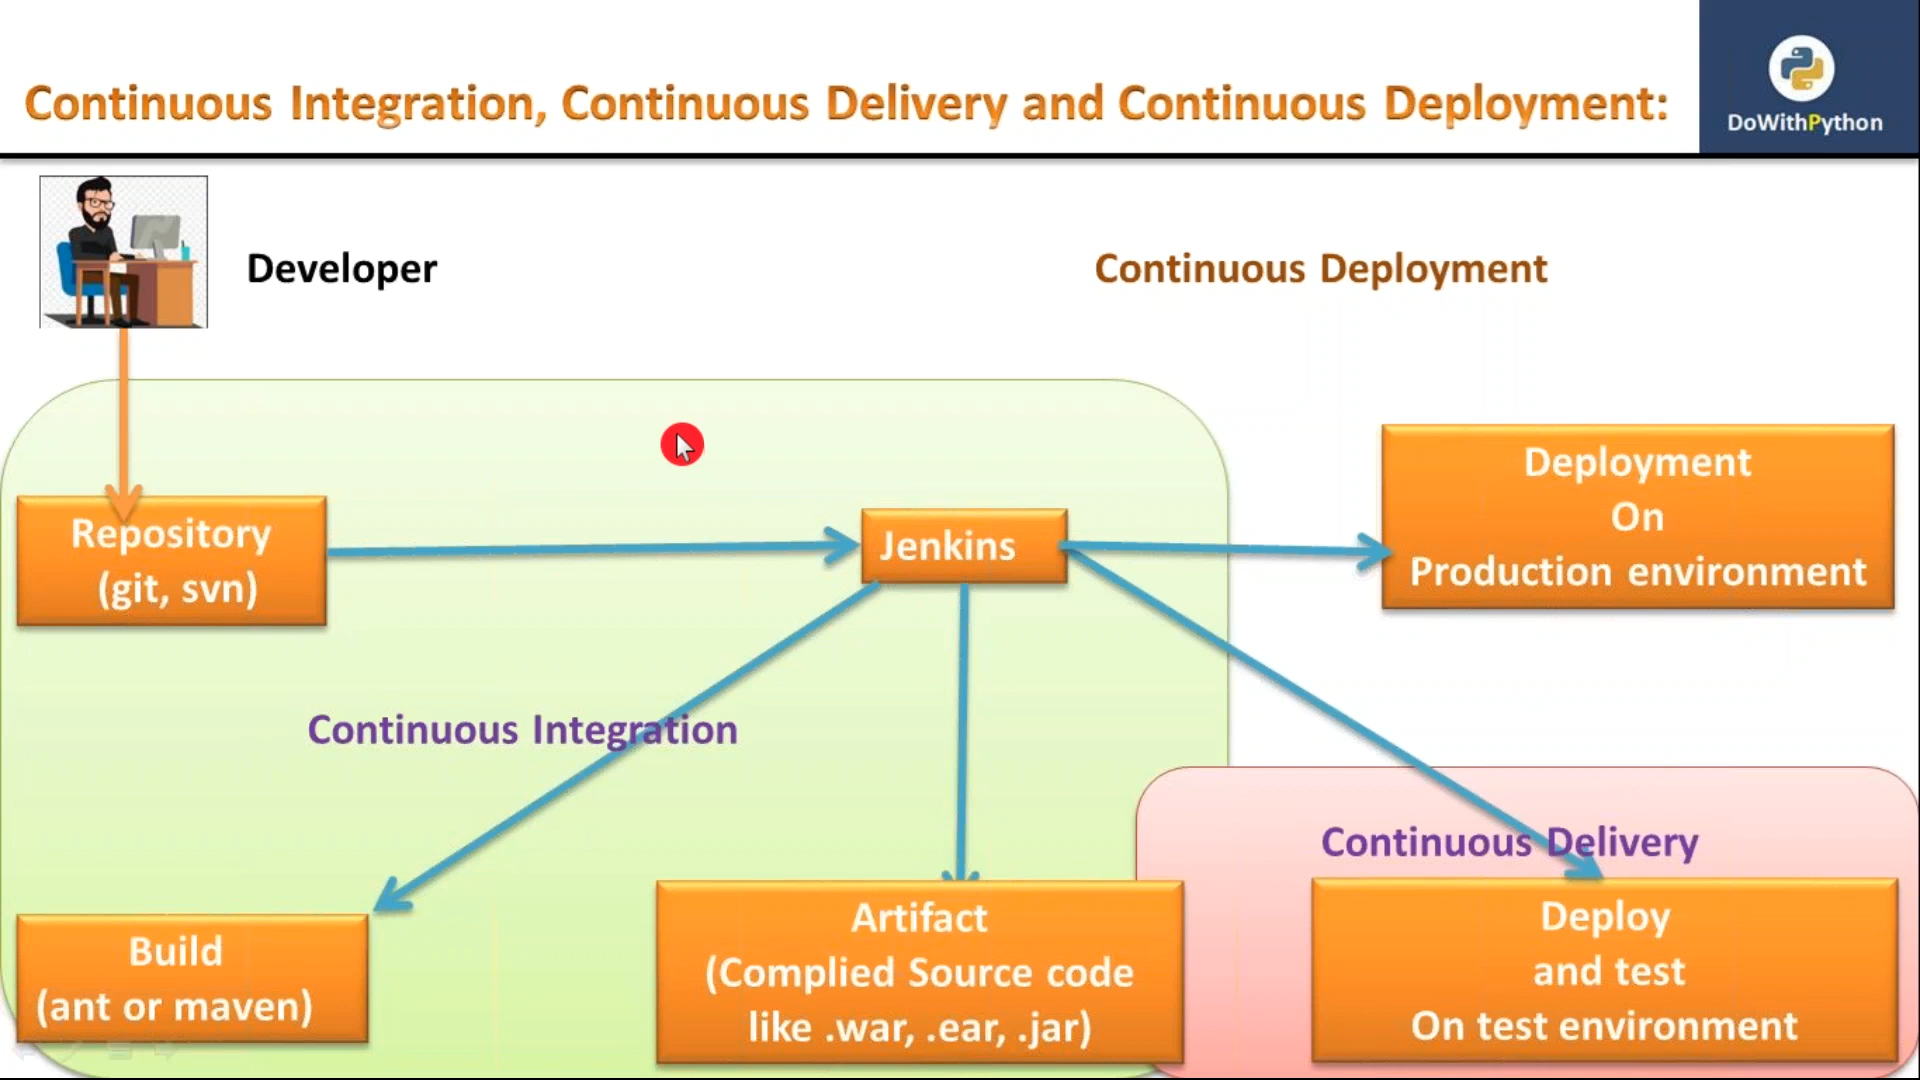 Continuous Integration, Continuous Delivery and Continuous Deployment:
DoWithPython
Developer
Continuous Deployment
Repository
(git, svn)
Jenkins
Deployment
On
Production environment
Continuous Integration
Continuous Delivery
Build
(ant or maven)
Artifact
(Complied Source code
like .war, .ear, .jar)
Deploy
and test
On test environment